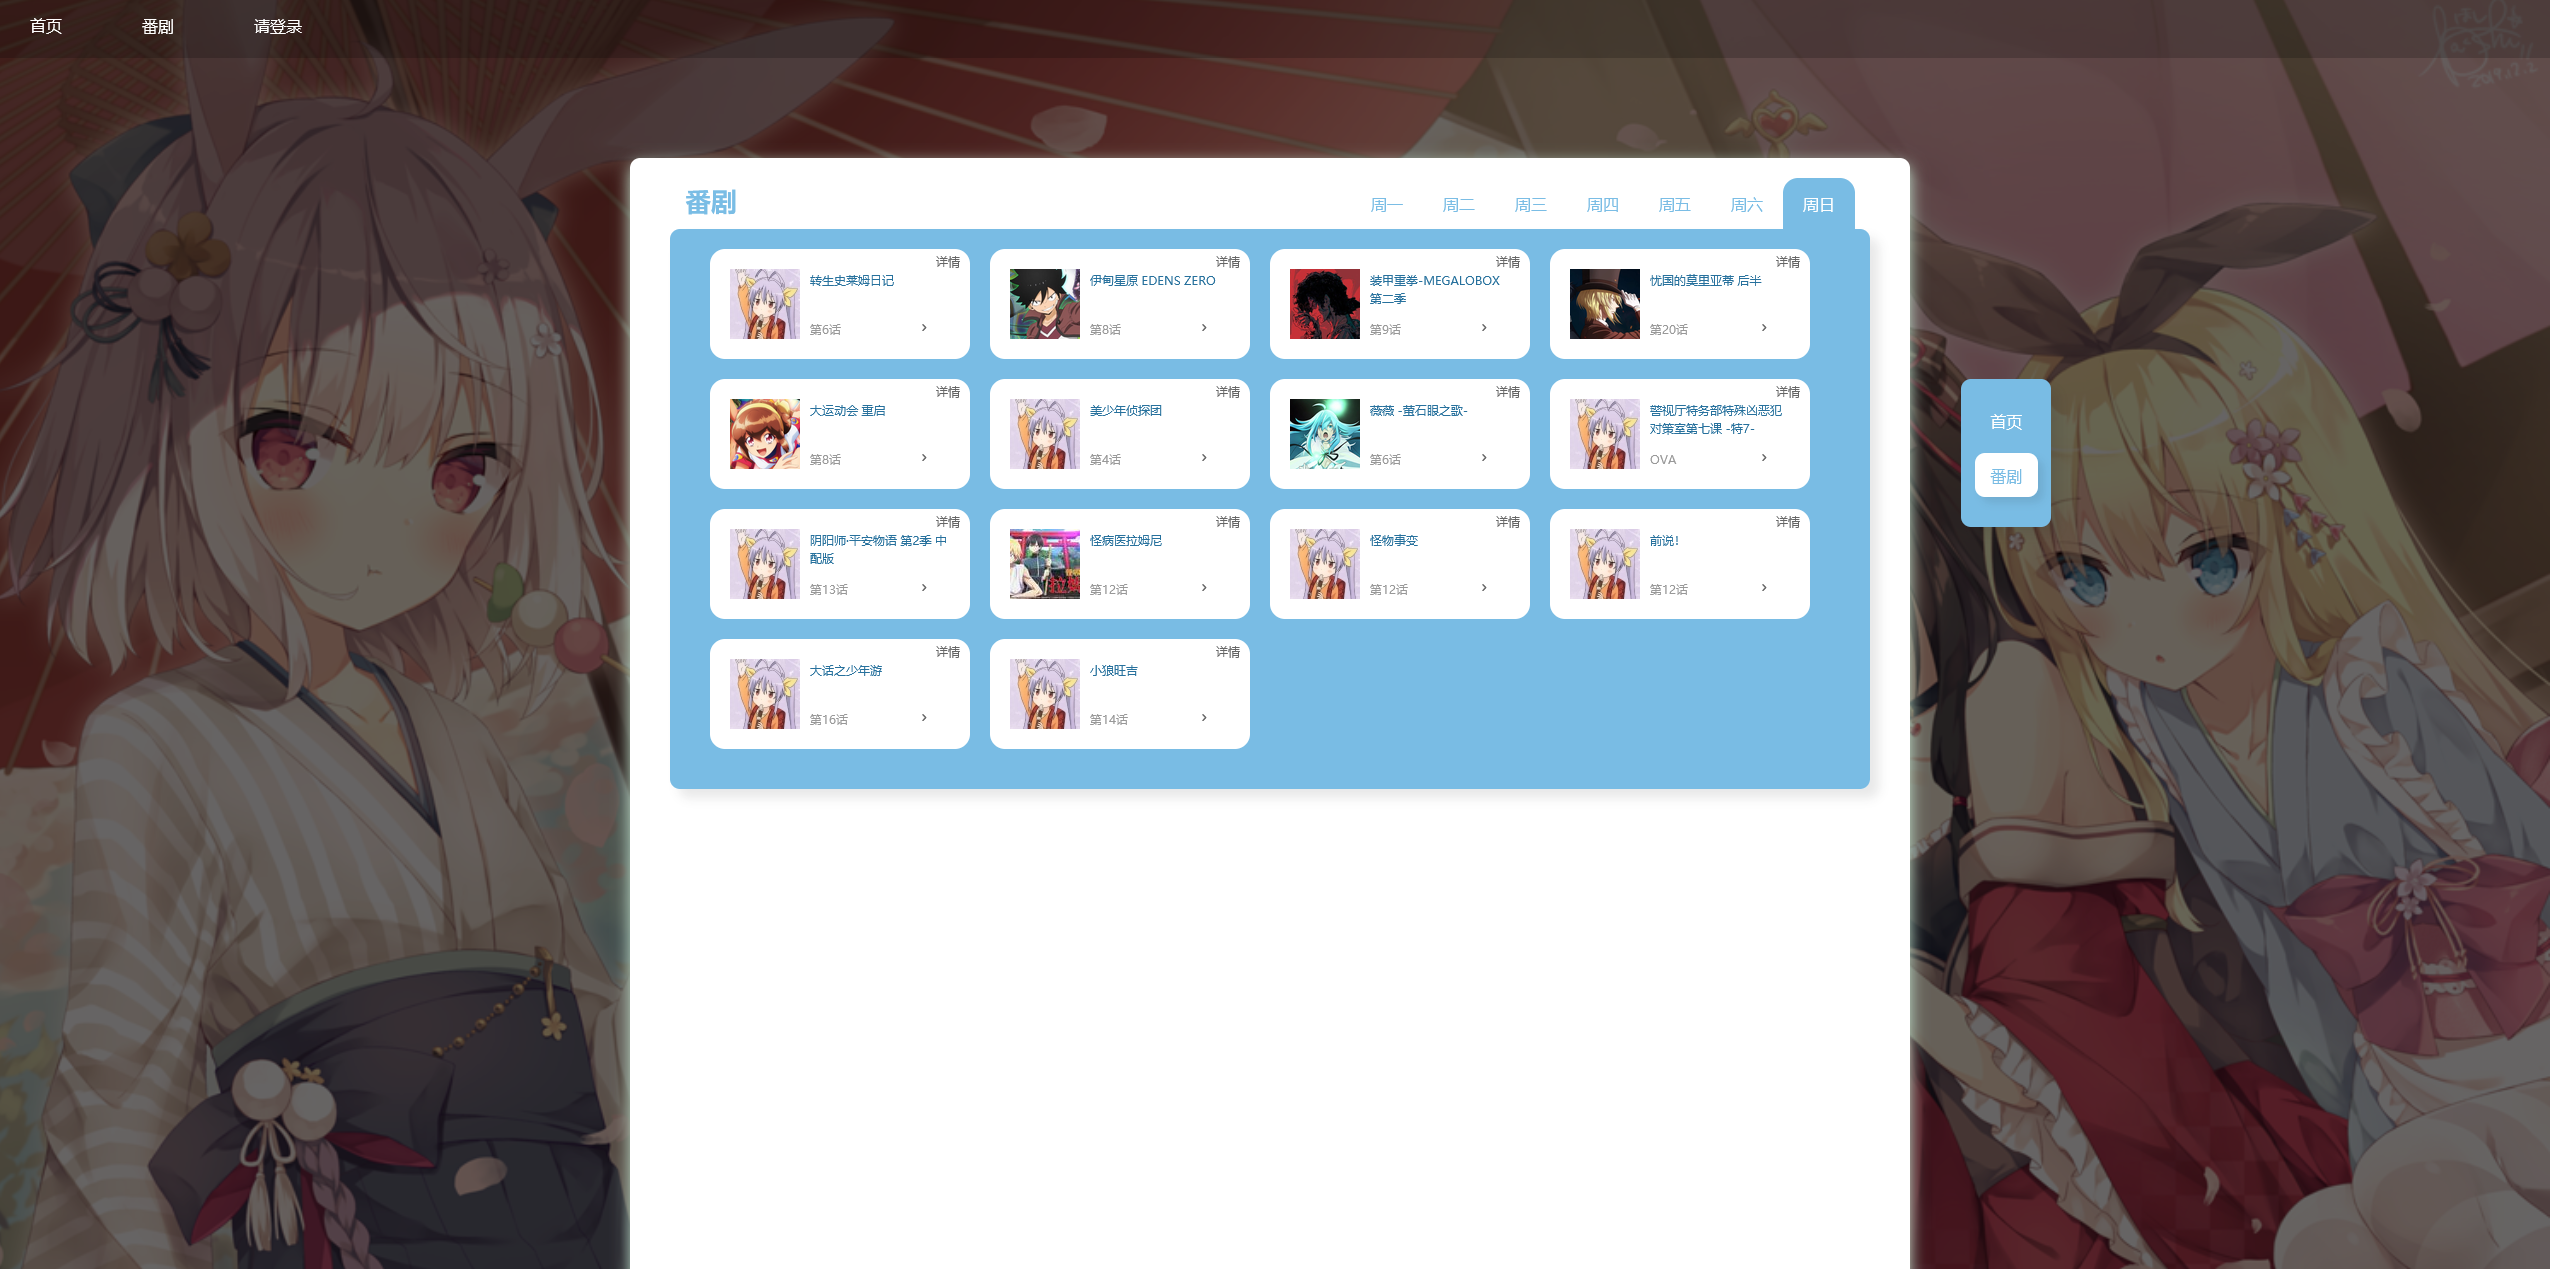 首页 番剧 请登录
番剧
周一 周二 周三 周四 周五 周六 周日
详情
转生史莱姆日记
第6话
详情
伊甸星原 EDENS ZERO
第8话
详情
装甲重拳-MEGALOBOX
第二季
第9话
详情
忧国的莫里亚蒂 后半
第20话
详情
大运动会 重启
第8话
详情
美少年侦探团
第4话
详情
薇薇 -萤石眼之歌-
第6话
详情
警视厅特务部特殊凶恶犯
对策室第七课 -特7-
OVA
详情
阴阳师·平安物语 第2季 中
配版
第13话
详情
怪病医拉姆尼
第12话
详情
怪物事变
第12话
详情
前说！
第12话
详情
大话之少年游
第16话
详情
小狼旺吉
第14话
首页
番剧